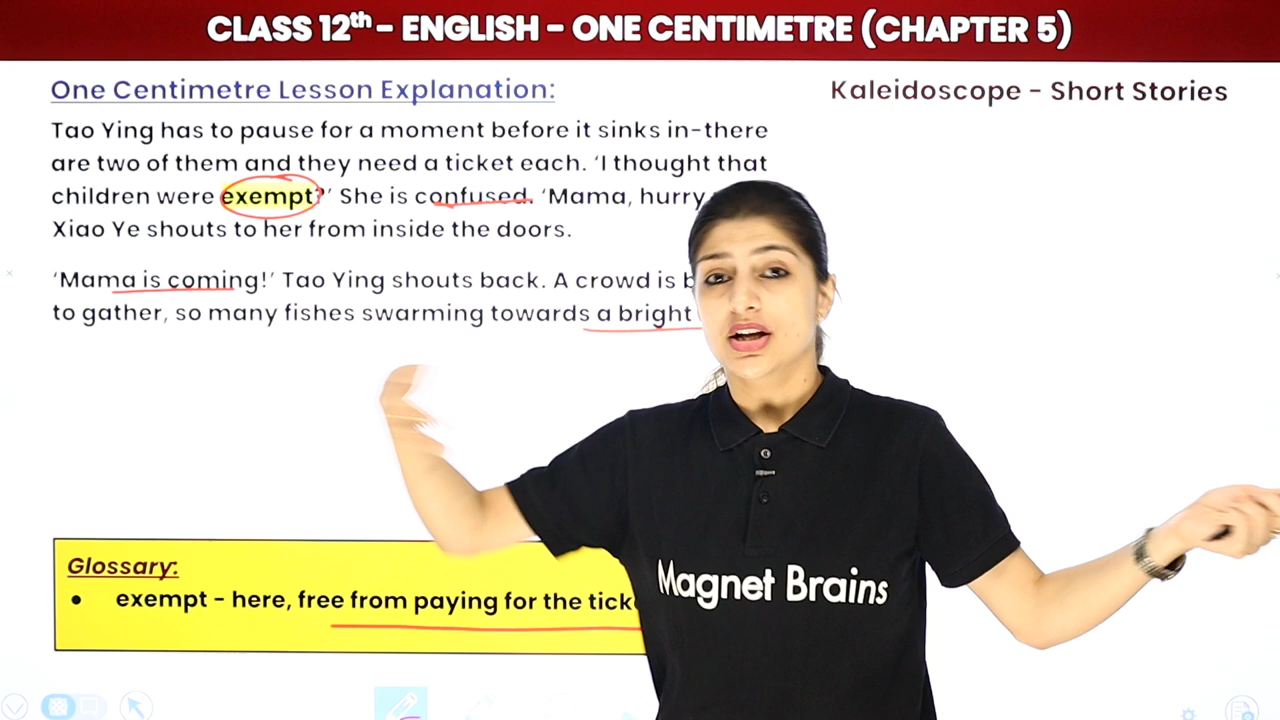 CLASS 12th - ENGLISH - ONE CENTIMETRE (CHAPTER 5)
One Centimetre Lesson Explanation:
Kaleidoscope - Short Stories
Tao Ying has to pause for a moment before it sinks in-there
are two of them and they need a ticket each. ‘I thought that
children were exempt?’ She is confused. ‘Mama, hurry
Xiao Ye shouts to her from inside the doors.
‘Mama is coming!’ Tao Ying shouts back. A crowd is
to gather, so many fishes swarming towards a bright
Glossary:
• exempt - here, free from paying for the
Magnet Brains